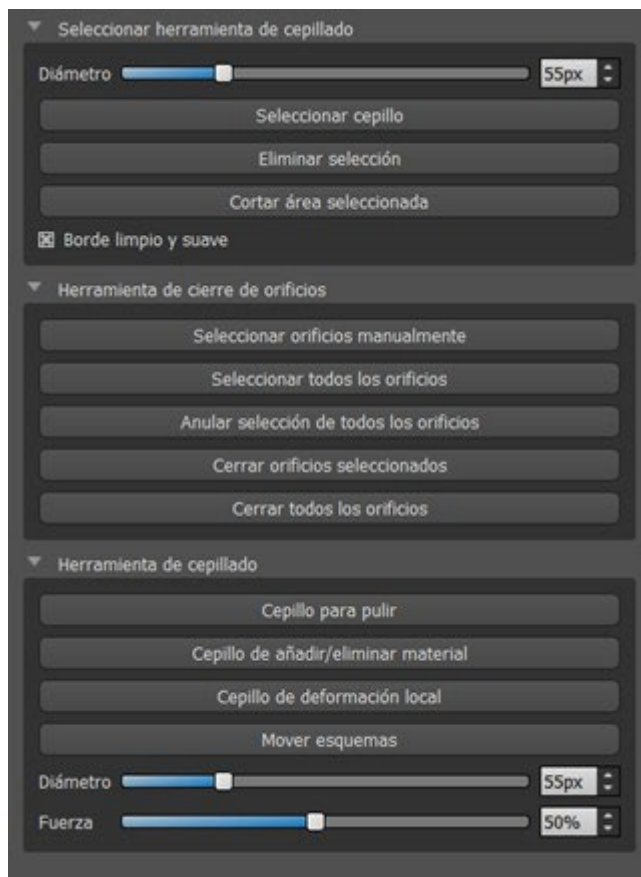 Seleccionar herramienta de cepillado
Diámetro 55px
Seleccionar cepillo
Eliminar selección
Cortar área seleccionada
Borde limpio y suave
Herramienta de cierre de orificios
Seleccionar orificios manualmente
Seleccionar todos los orificios
Anular selección de todos los orificios
Cerrar orificios seleccionados
Cerrar todos los orificios
Herramienta de cepillado
Cepillo para pulir
Cepillo de añadir/eliminar material
Cepillo de deformación local
Mover esquemas
Diámetro 55px
Fuerza 50%